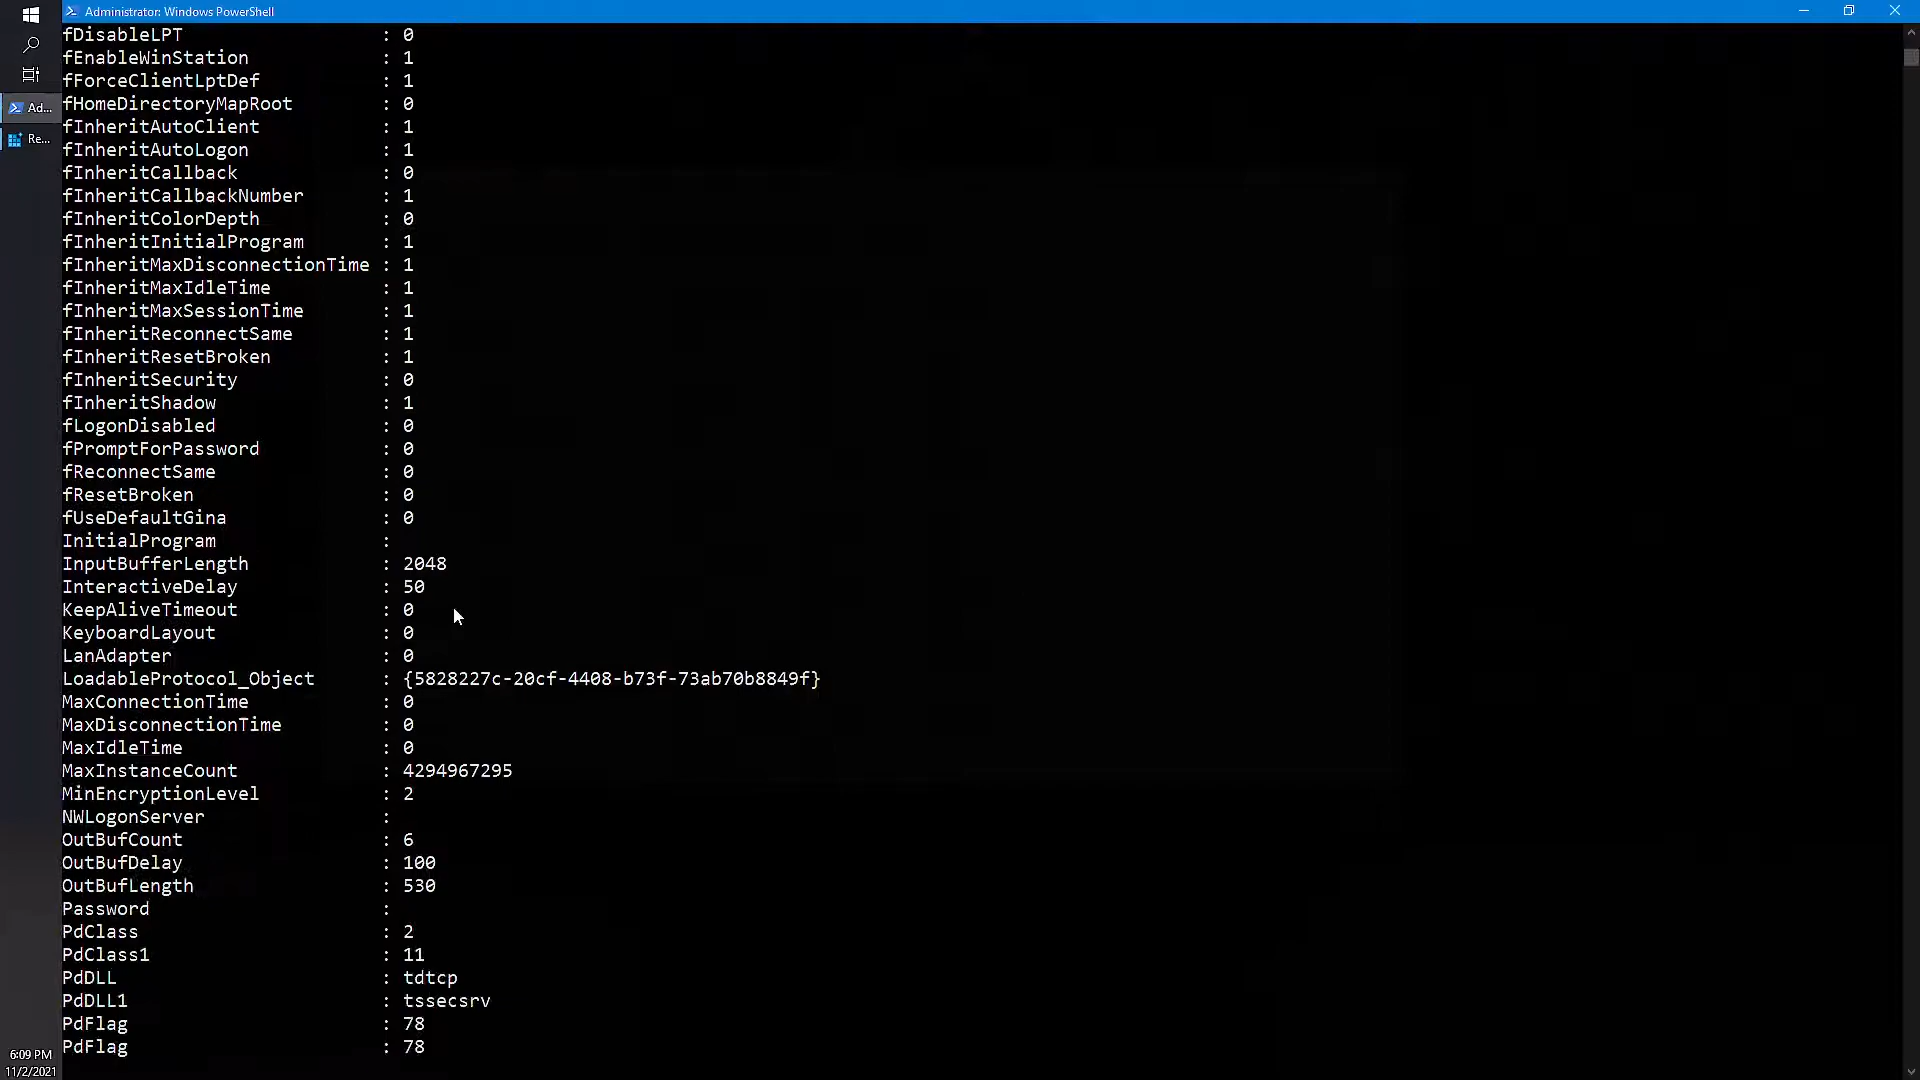 Administrator: Windows PowerShell
fDisableLPT : 0
fEnableWinStation : 1
fForceClientLptDef : 1
fHomeDirectoryMapRoot : 0
fInheritAutoClient : 1
fInheritAutoLogon : 1
fInheritCallback : 0
fInheritCallbackNumber : 1
fInheritColorDepth : 0
fInheritInitialProgram : 1
fInheritMaxDisconnectionTime : 1
fInheritMaxIdleTime : 1
fInheritMaxSessionTime : 1
fInheritReconnectSame : 1
fInheritResetBroken : 1
fInheritSecurity : 0
fInheritShadow : 1
fLogonDisabled : 0
fPromptForPassword : 0
fReconnectSame : 0
fResetBroken : 0
fUseDefaultGina : 0
InitialProgram :
InputBufferLength : 2048
InteractiveDelay : 50
KeepAliveTimeout : 0
KeyboardLayout : 0
LanAdapter : 0
LoadableProtocol_Object : {5828227c-20cf-4408-b73f-73ab70b8849f}
MaxConnectionTime : 0
MaxDisconnectionTime : 0
MaxIdleTime : 0
MaxInstanceCount : 4294967295
MinEncryptionLevel : 2
NWLogonServer :
OutBufCount : 6
OutBufDelay : 100
OutBufLength : 530
Password :
PdClass : 2
PdClass1 : 11
PdDLL : tdtcp
PdDLL1 : tssecsrv
PdFlag : 78
PdFlag : 78
Ad...
Re...
6:09 PM
11/2/2021